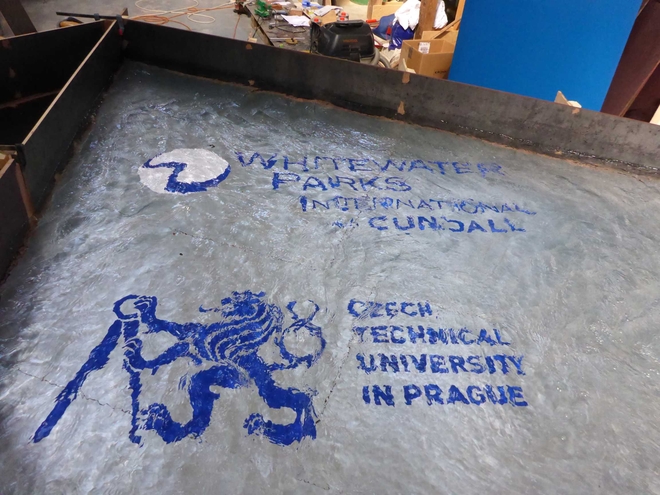 WHITEWATER
PARKS
INTERNATIONAL
CUNDALL
CZECH
TECHNICAL
UNIVERSITY
IN PRAGUE